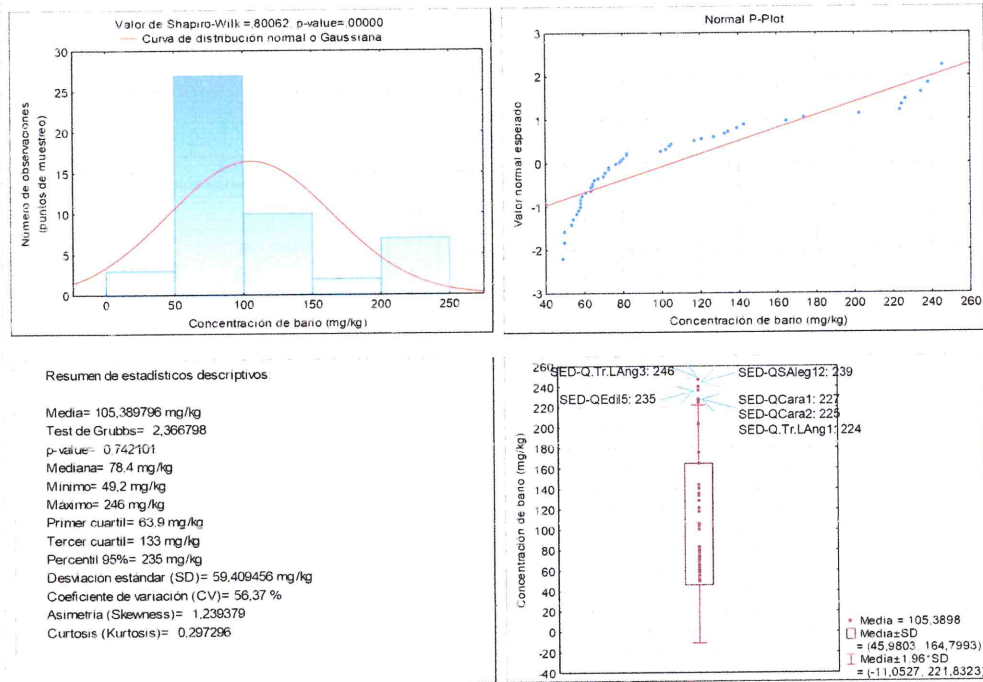 Valor de Shapiro-Wilk =,80062, p-value=,00000
Curva de distribución normal o Gaussiana
Número de observaciones
(puntos de muestreo)
30
25
20
15
10
5
0
0 50 100 150 200 250
Concentración de bario (mg/kg)
Normal P-Plot
Valor normal esperado
3
2
1
0
-1
-2
-3
40 60 80 100 120 140 160 180 200 220 240 260
Concentración de bario (mg/kg)
Resumen de estadísticos descriptivos
Media= 105,389796 mg/kg
Test de Grubbs= 2,366798
p-value= 0,742101
Mediana= 78,4 mg/kg
Mínimo= 49,2 mg/kg
Máximo= 246 mg/kg
Primer cuartil= 63,9 mg/kg
Tercer cuartil= 133 mg/kg
Percentil 95%= 235 mg/kg
Desviación estándar (SD)= 59,409456 mg/kg
Coeficiente de variación (CV)= 56,37 %
Asimetría (Skewness)= 1,239379
Curtosis (Kurtosis)= 0,297296
Concentración de bario (mg/kg)
260
240
220
200
180
160
140
120
100
80
60
40
20
0
-20
-40
SED-Q.Tr.LAng3: 246
SED-QSAleg12: 239
SED-QEdil5: 235
SED-QCara1: 227
SED-QCara2: 225
SED-Q.Tr.LAng1: 224
Media = 105,3898
Media±SD
= (45,9803, 164,7993)
Media±1,96*SD
= (-11,0527, 221,8323)